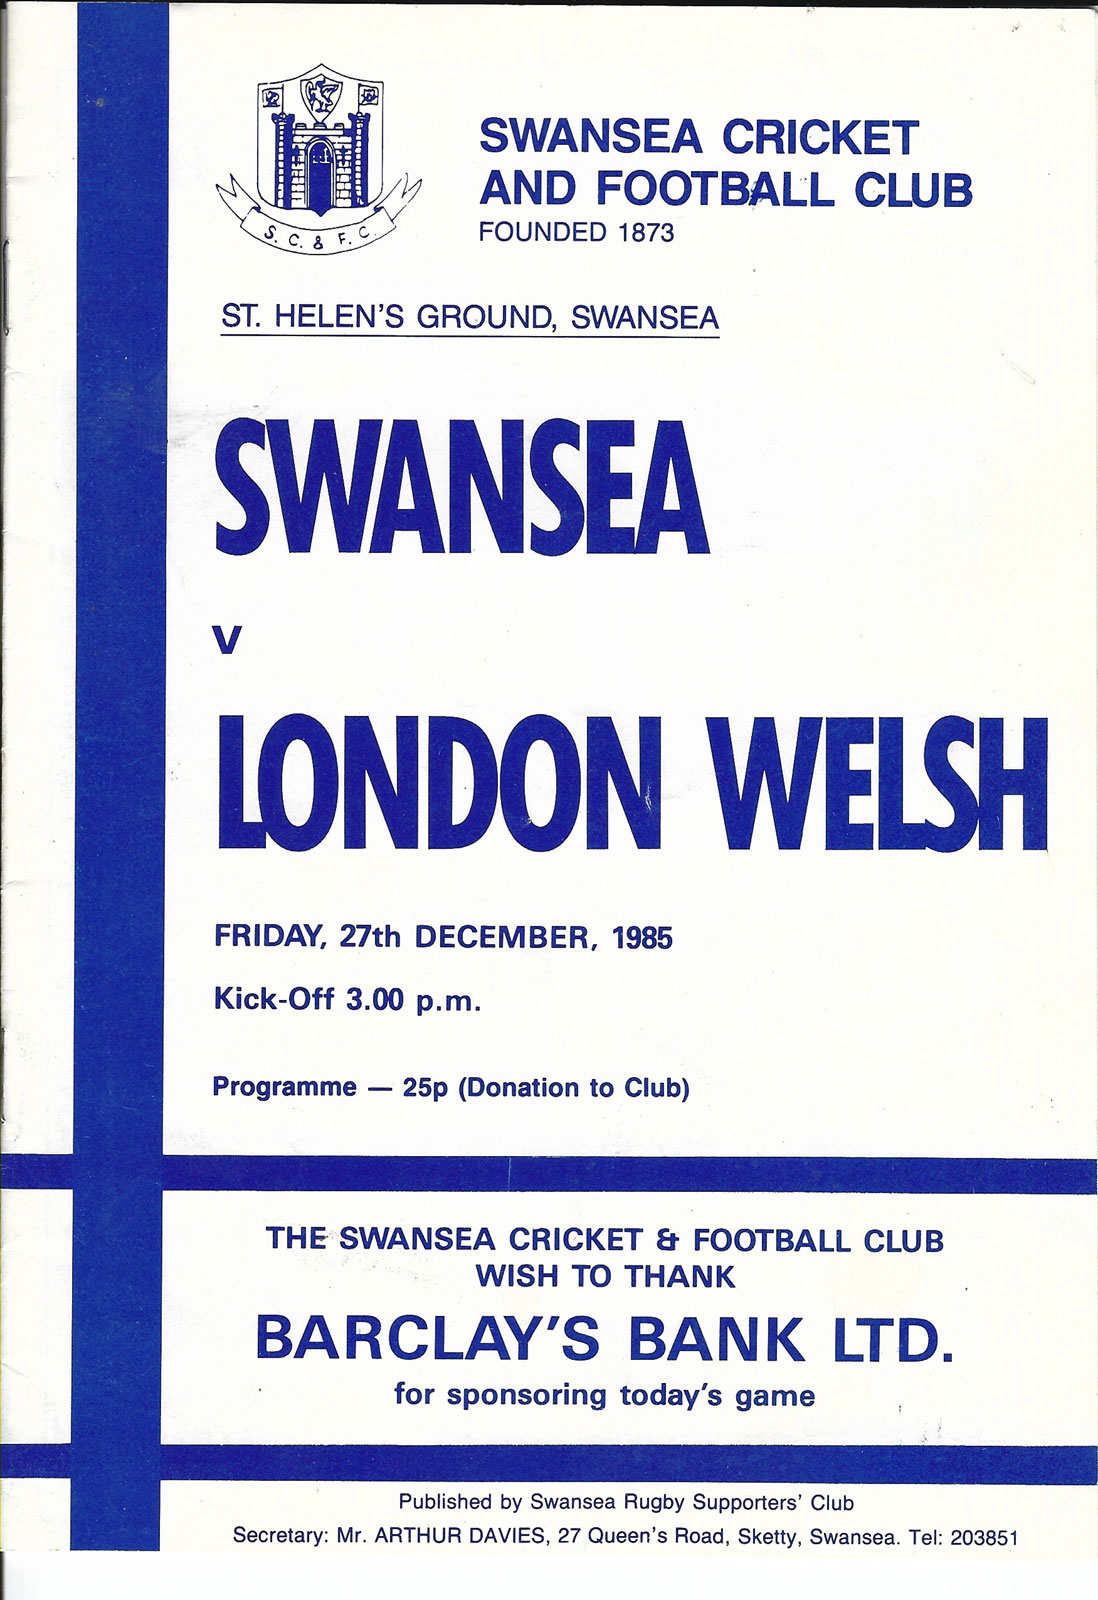 S. C. & F. C.
SWANSEA CRICKET
AND FOOTBALL CLUB
FOUNDED 1873
ST. HELEN'S GROUND, SWANSEA
SWANSEA
v
LONDON WELSH
FRIDAY, 27th DECEMBER, 1985
Kick-Off 3.00 p.m.
Programme — 25p (Donation to Club)
THE SWANSEA CRICKET & FOOTBALL CLUB
WISH TO THANK
BARCLAY'S BANK LTD.
for sponsoring today's game
Published by Swansea Rugby Supporters' Club
Secretary: Mr. ARTHUR DAVIES, 27 Queen's Road, Sketty, Swansea. Tel: 203851